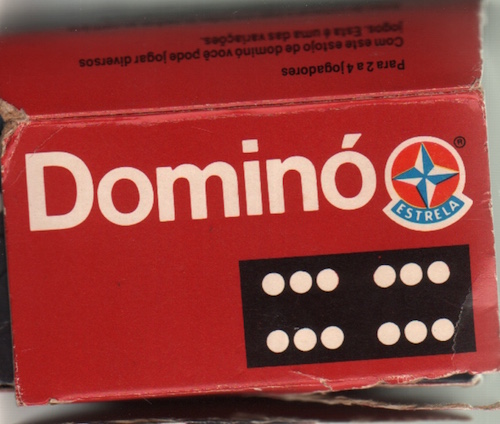 Para 2 a 4 jogadores
Com este estojo de dominó você pode jogar diversos
jogos. Esta é uma das variações.
Dominó
ESTRELA
®